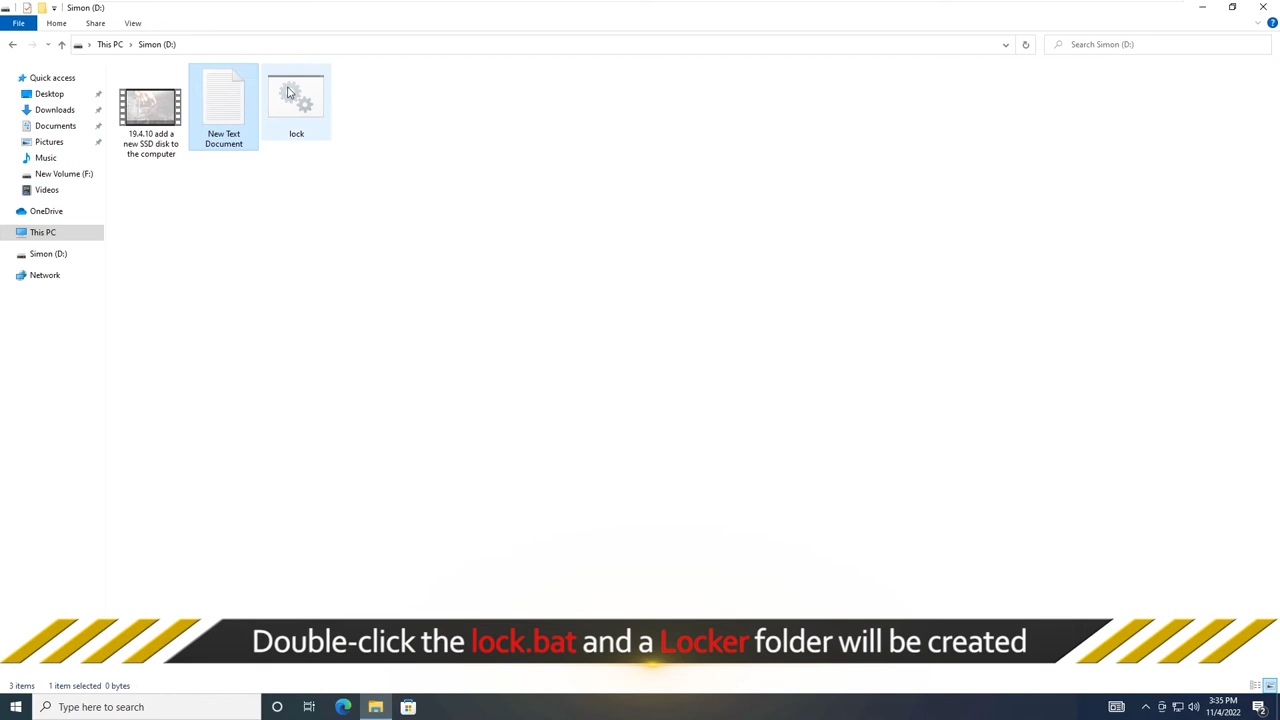 Simon (D:)
File
Home
Share
View
This PC
Simon (D:)
Search Simon (D:)
Quick access
Desktop
Downloads
Documents
Pictures
Music
New Volume (F:)
Videos
OneDrive
This PC
Simon (D:)
Network
19.4.10 add a
new SSD disk to
the computer
New Text
Document
lock
Double-click the lock.bat and a Locker folder will be created
3 items
1 item selected 0 bytes
Type here to search
3:35 PM
11/4/2022
2